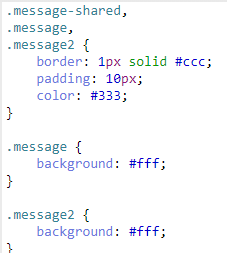 .message-shared,
.message,
.message2 {
    border: 1px solid #ccc;
    padding: 10px;
    color: #333;
}

.message {
    background: #fff;
}

.message2 {
    background: #fff;
}